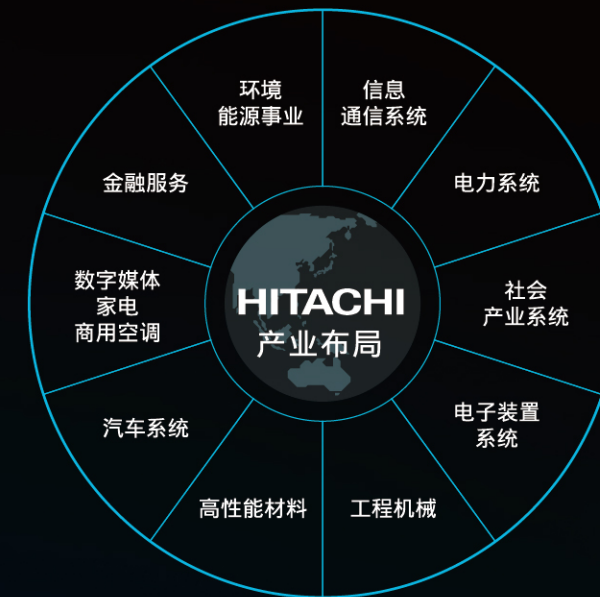 环境
能源事业
信息
通信系统
金融服务
电力系统
数字媒体
家电
商用空调
HITACHI
产业布局
社会
产业系统
汽车系统
电子装置
系统
高性能材料
工程机械